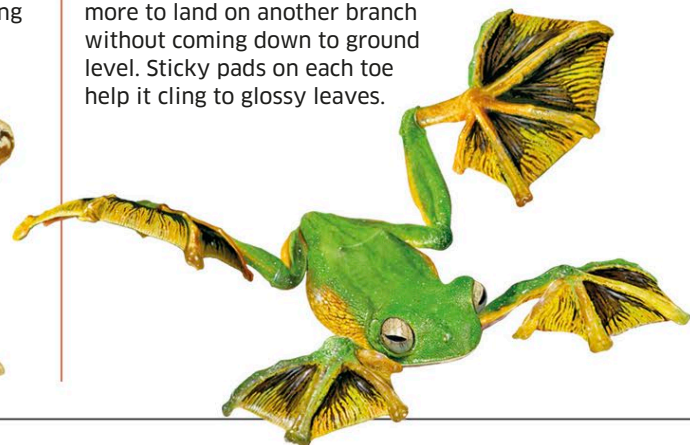 ng
more to land on another branch
without coming down to ground
level. Sticky pads on each toe
help it cling to glossy leaves.